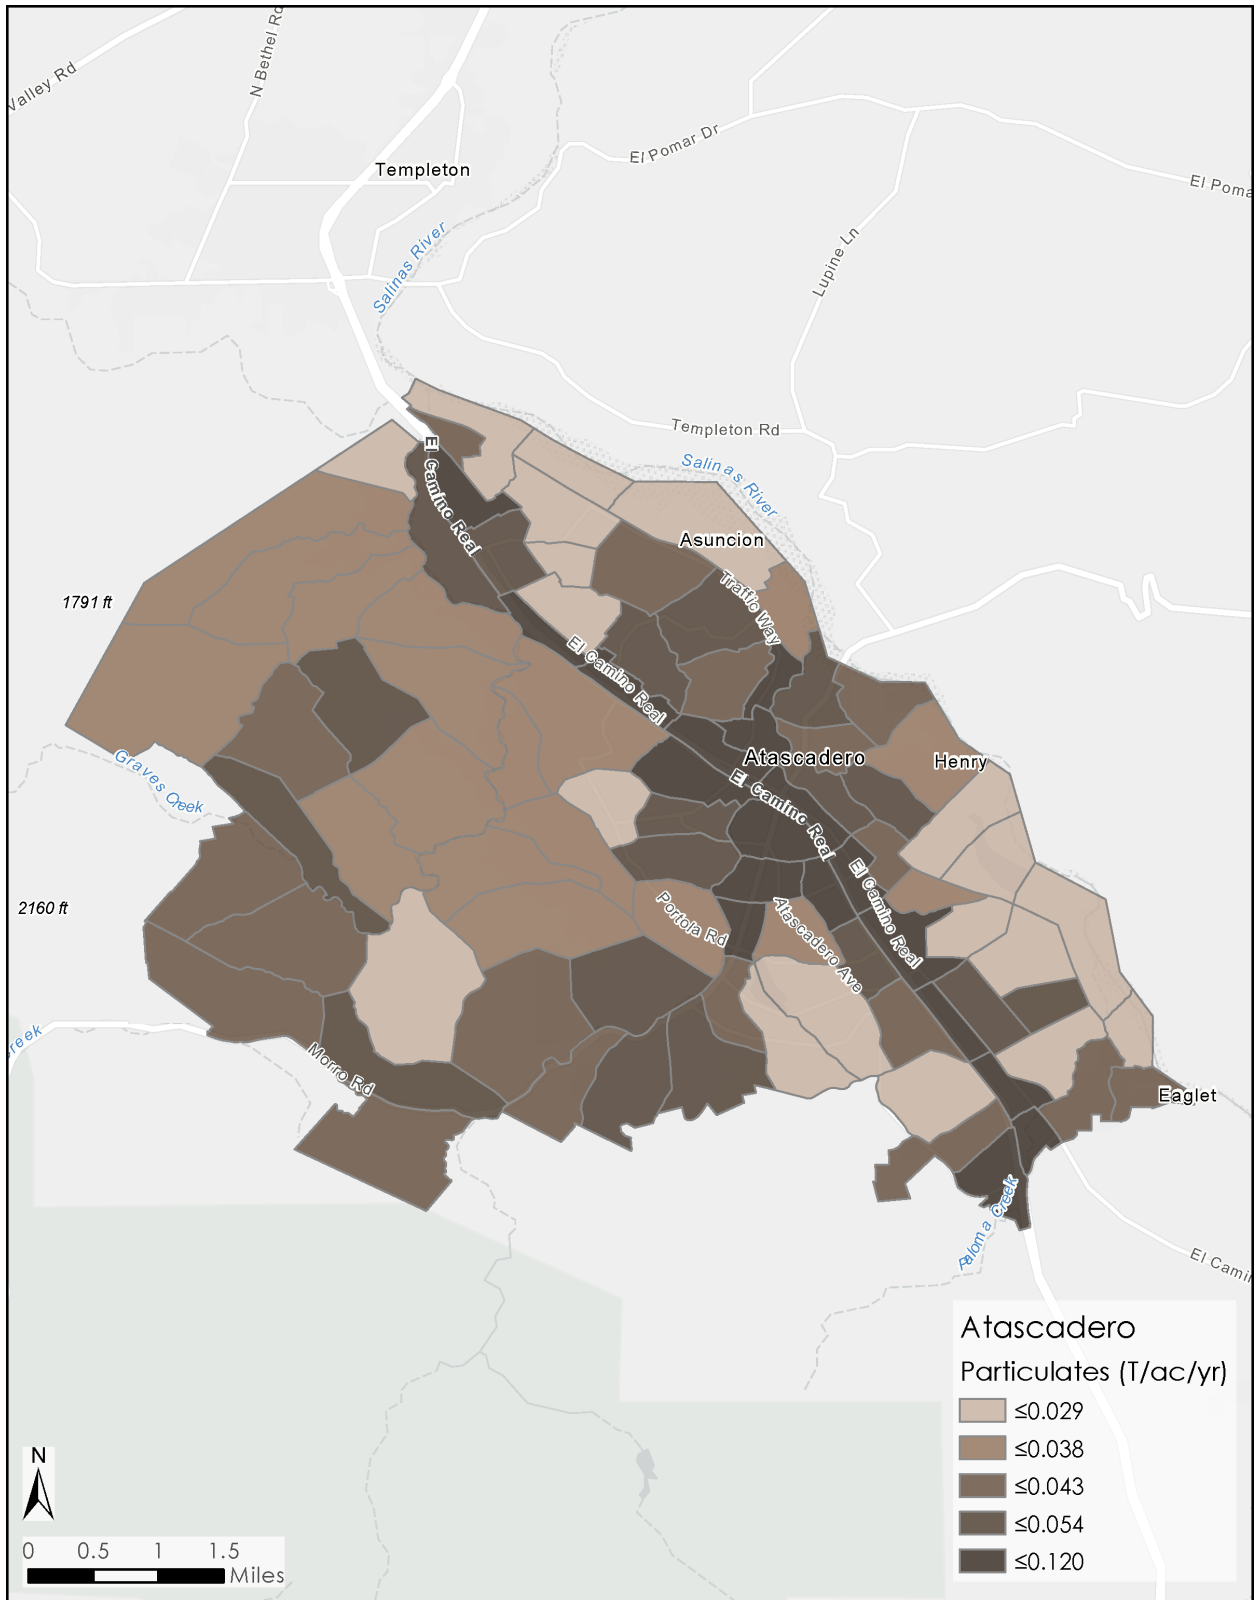 Valley Rd
N Bethel Rd
Templeton
El Pomar Dr
El Poma
Salinas River
Lupine Ln
Templeton Rd
Salinas River
El Camino Real
Asuncion
Traffic Way
1791 ft
El Camino Real
Graves Creek
Atascadero
Henry
El Camino Real
El Camino Real
2160 ft
Portola Rd
Atascadero Ave
reek
Morro Rd
Eaglet
Paloma Creek
El Cami
Atascadero
Particulates (T/ac/yr)
≤0.029
≤0.038
≤0.043
≤0.054
≤0.120
N
0 0.5 1 1.5
Miles